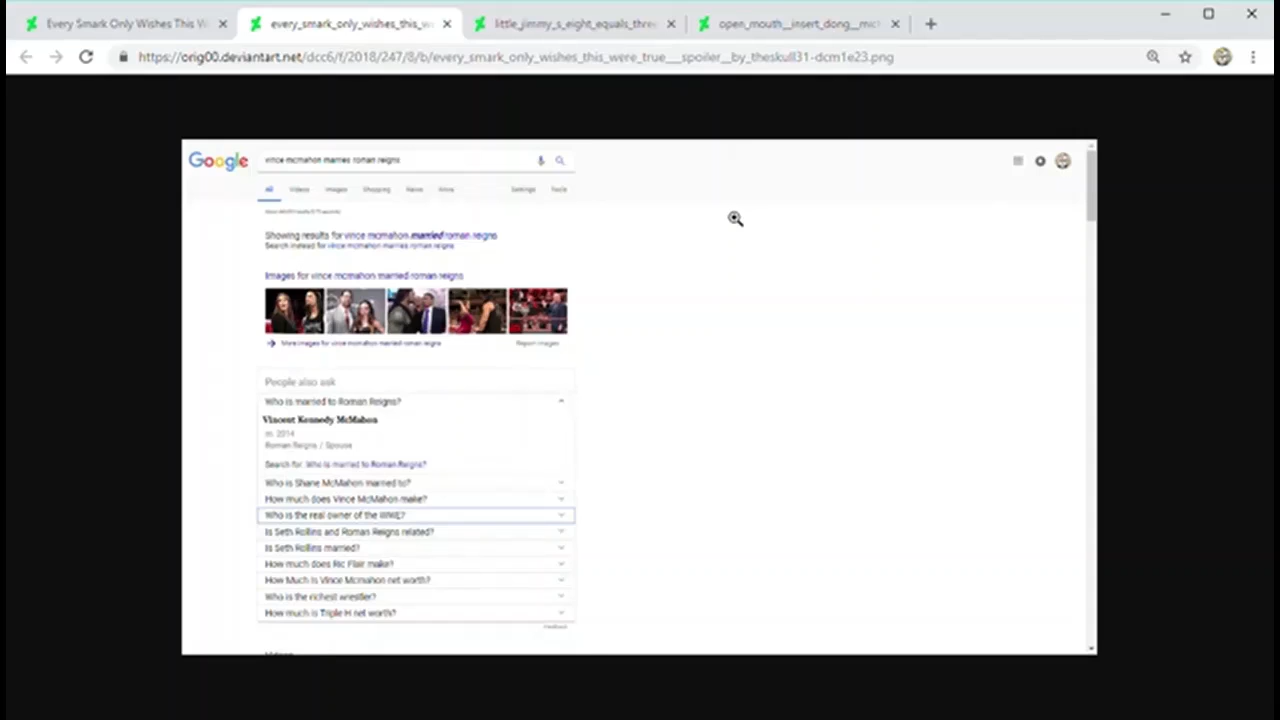 Every Smark Only Wishes This W
every_smark_only_wishes_this_w
little_jimmy_s_eight_equals_three
open_mouth__insert_dong__mic
https://orig00.deviantart.net/dcc6/f/2018/247/8/b/every_smark_only_wishes_this_were_true___spoiler__by_theskull31-dcm1e23.png
Google
vince mcmahon marries roman reigns
All Videos Images Shopping News More Settings Tools
Showing results for vince mcmahon married roman reigns
Search instead for vince mcmahon marries roman reigns
Images for vince mcmahon married roman reigns
More images for vince mcmahon married roman reigns Report images
People also ask
Who is married to Roman Reigns?
Vincent Kennedy McMahon
m. 2014
Roman Reigns / Spouse
Search for: Who is married to Roman Reigns?
Who is Shane McMahon married to?
How much does Vince McMahon make?
Who is the real owner of the WWE?
Is Seth Rollins and Roman Reigns related?
Is Seth Rollins married?
How much does Ric Flair make?
How Much Is Vince Mcmahon net worth?
Who is the richest wrestler?
How much is Triple H net worth?
Feedback